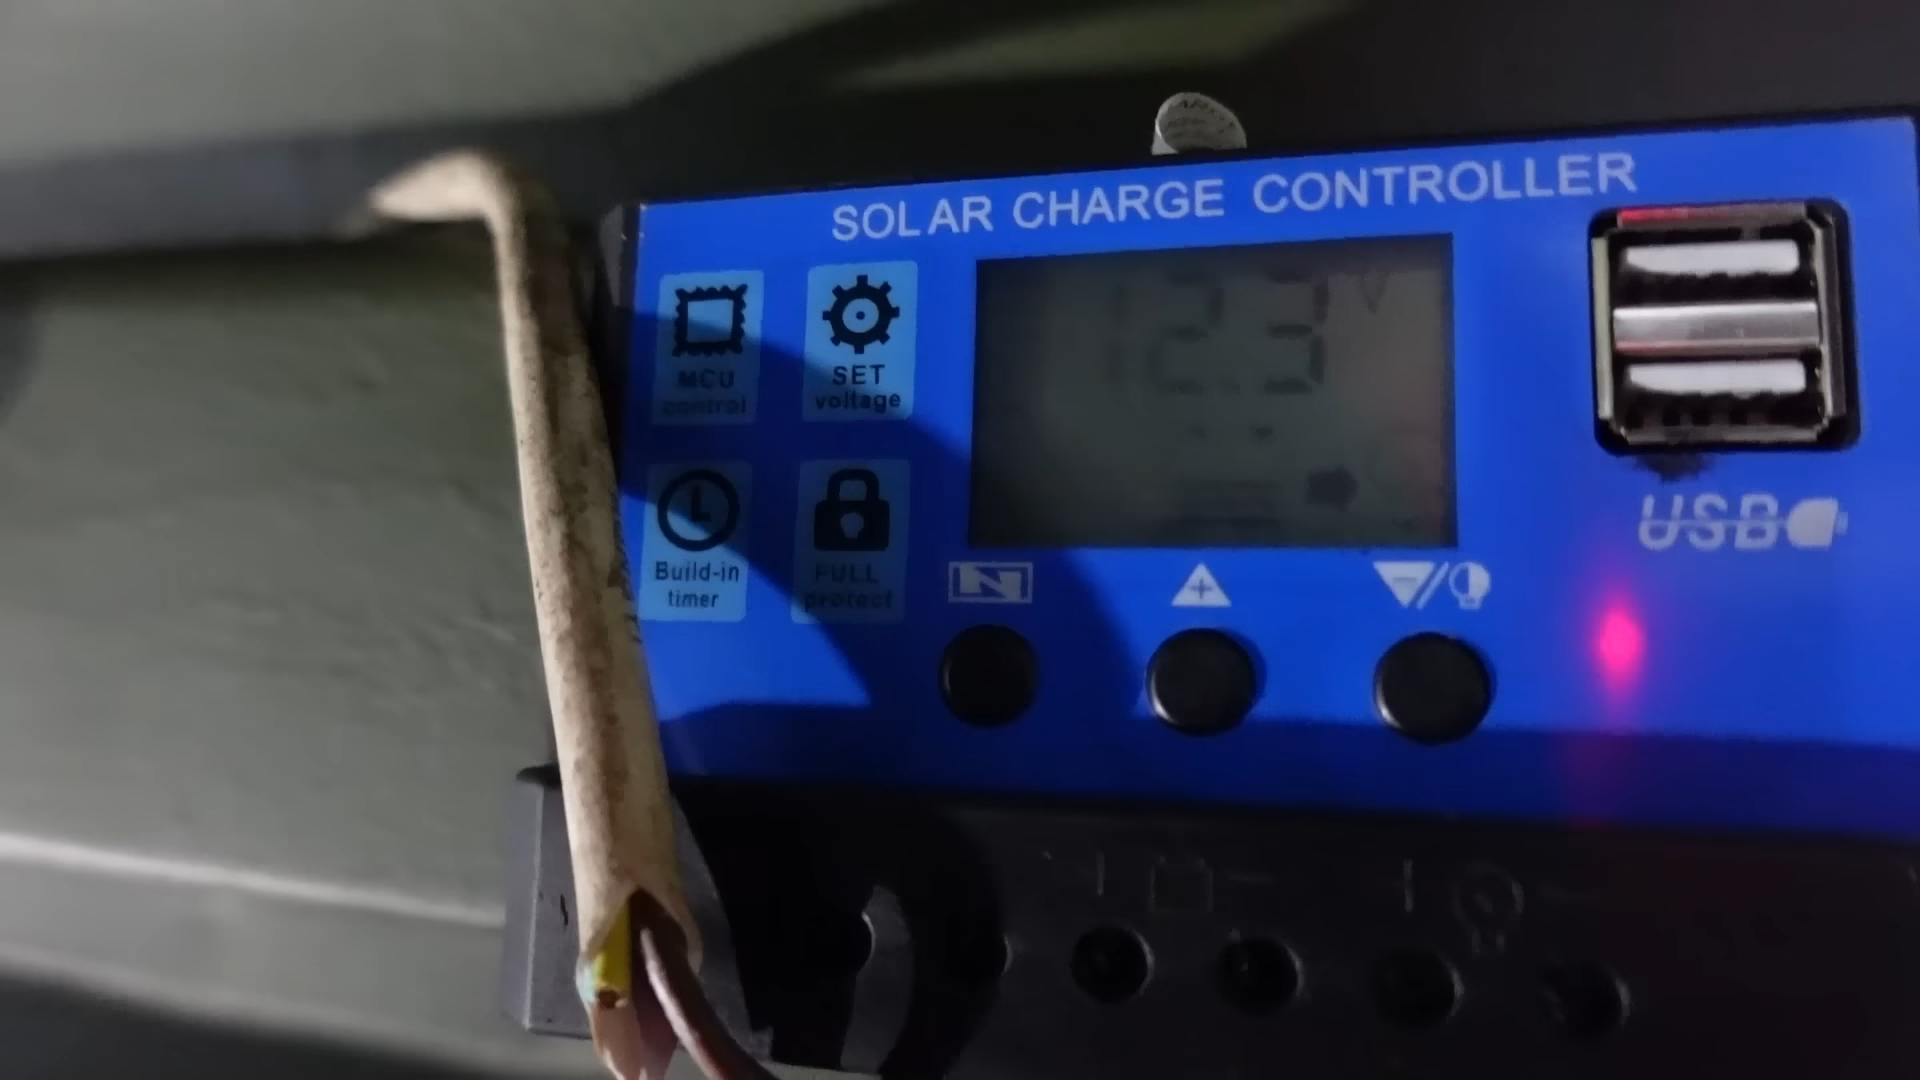 SOLAR CHARGE CONTROLLER
MCU
control
SET
voltage
12.3 V
Build-in
timer
FULL
protect
USB